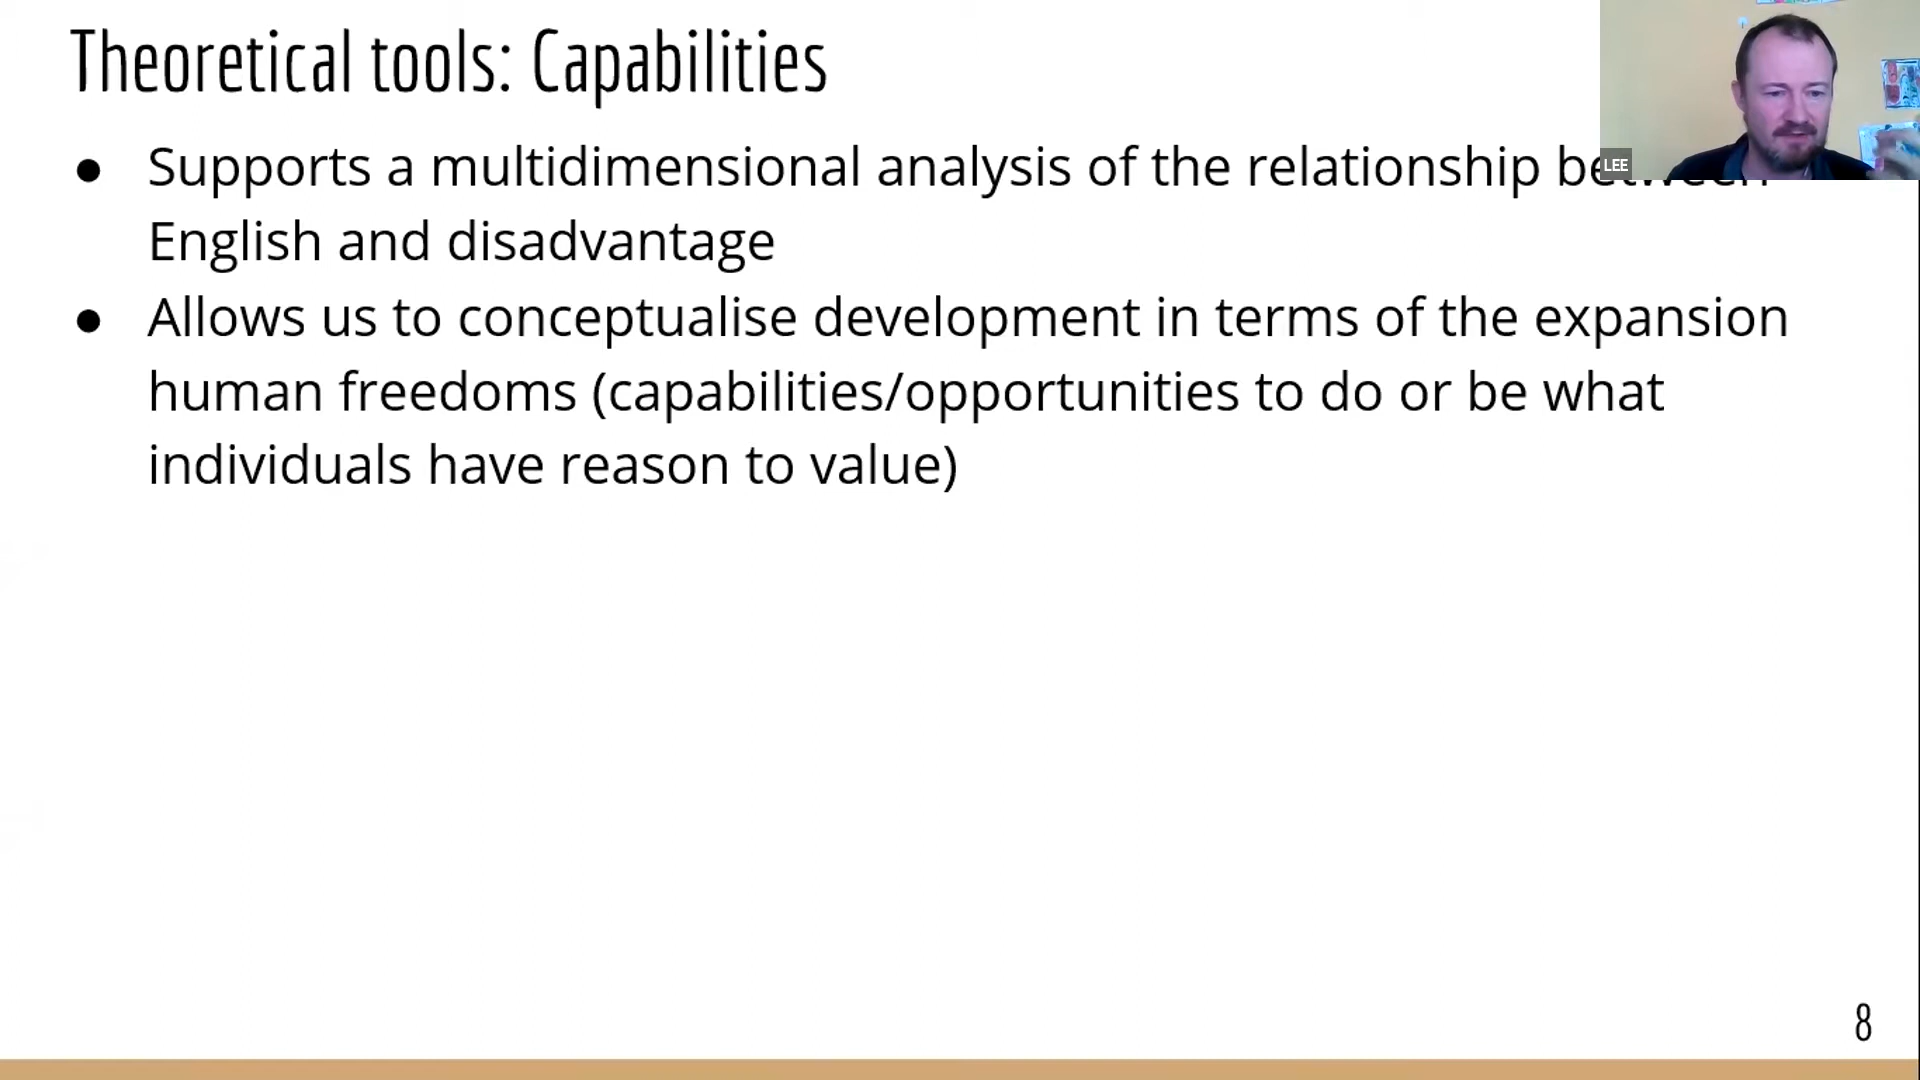 Theoretical tools: Capabilities
● Supports a multidimensional analysis of the relationship between
LEE
English and disadvantage
● Allows us to conceptualise development in terms of the expansion
human freedoms (capabilities/opportunities to do or be what
individuals have reason to value)
8